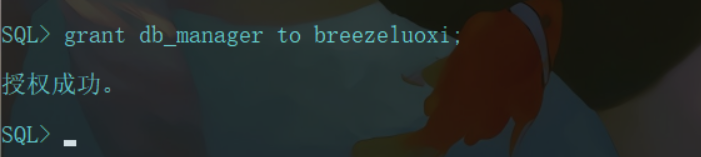 SQL> grant db_manager to breezeluoxi;
授权成功。
SQL>